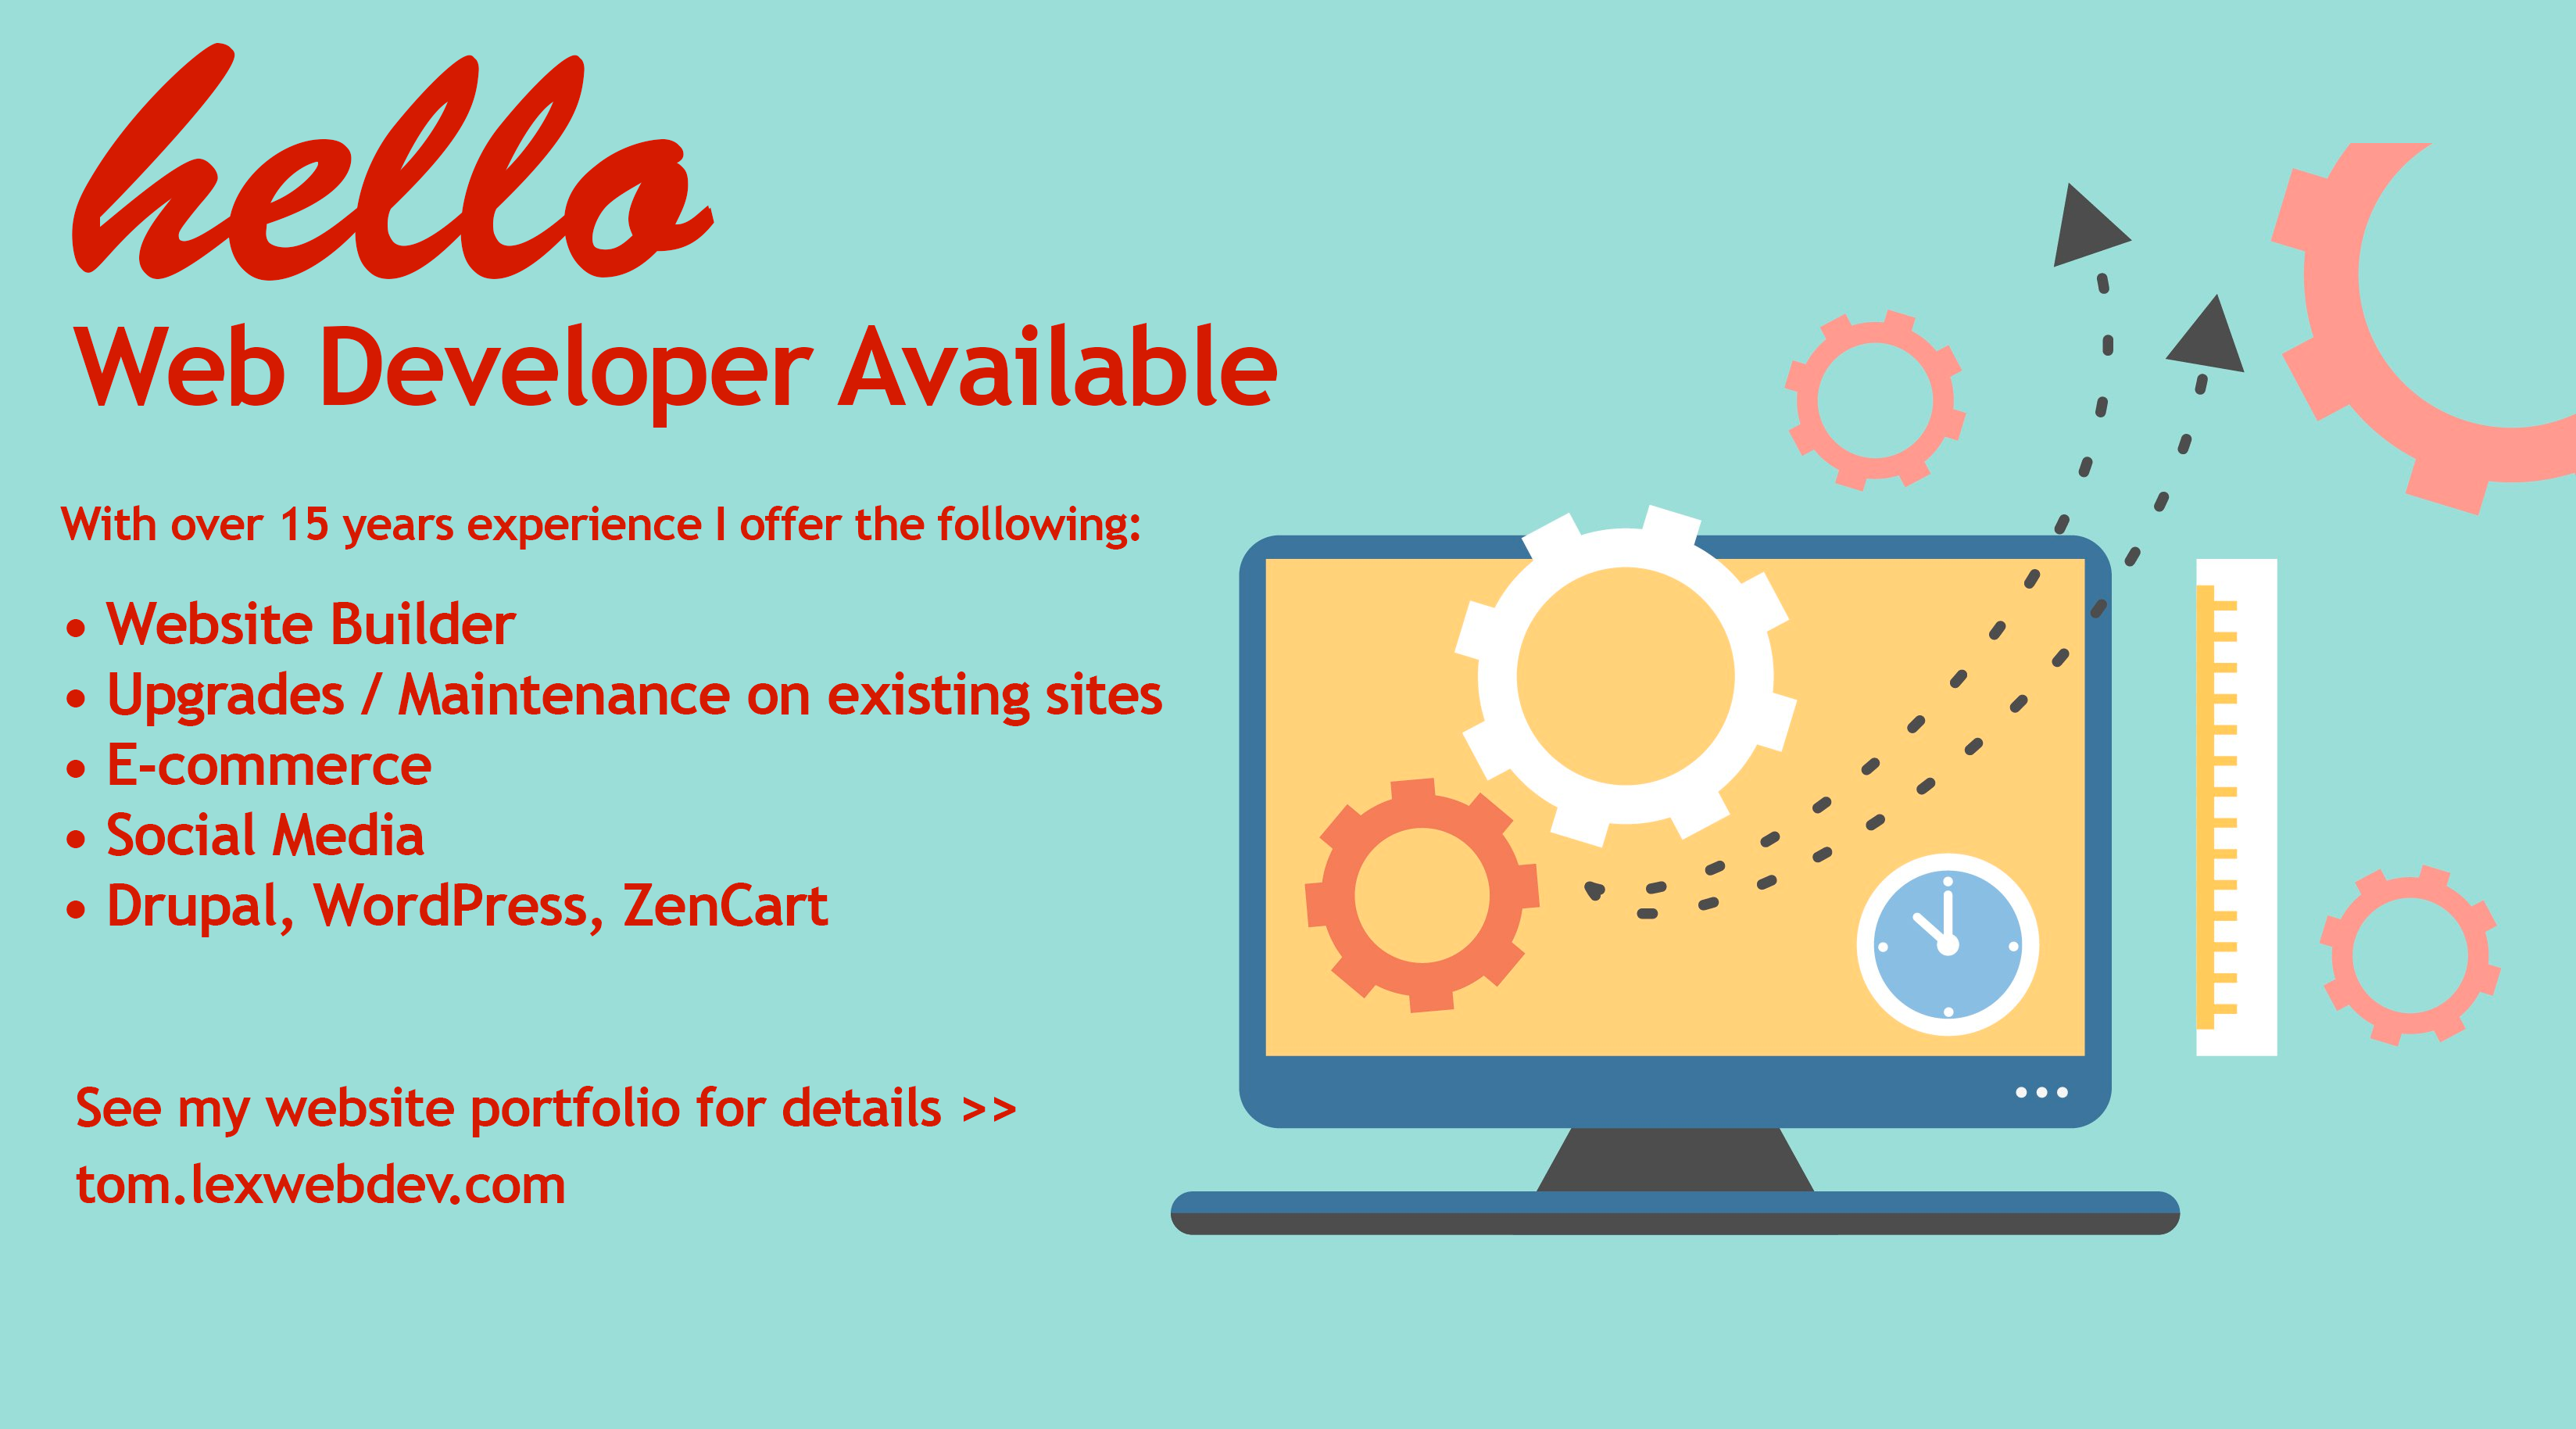 hello
Web Developer Available
With over 15 years experience I offer the following:
• Website Builder
• Upgrades / Maintenance on existing sites
• E-commerce
• Social Media
• Drupal, WordPress, ZenCart
See my website portfolio for details >>
tom.lexwebdev.com